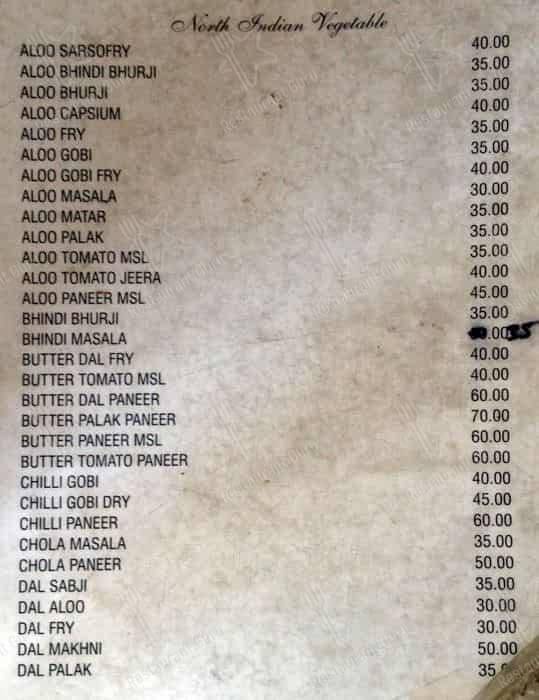 North Indian Vegetable
ALOO SARSOFRY 40.00
ALOO BHINDI BHURJI 35.00
ALOO BHURJI 35.00
ALOO CAPSIUM 40.00
ALOO FRY 35.00
ALOO GOBI 35.00
ALOO GOBI FRY 40.00
ALOO MASALA 30.00
ALOO MATAR 35.00
ALOO PALAK 35.00
ALOO TOMATO MSL 35.00
ALOO TOMATO JEERA 40.00
ALOO PANEER MSL 45.00
BHINDI BHURJI 35.00
BHINDI MASALA .00 35
BUTTER DAL FRY 40.00
BUTTER TOMATO MSL 40.00
BUTTER DAL PANEER 60.00
BUTTER PALAK PANEER 70.00
BUTTER PANEER MSL 60.00
BUTTER TOMATO PANEER 60.00
CHILLI GOBI 40.00
CHILLI GOBI DRY 45.00
CHILLI PANEER 60.00
CHOLA MASALA 35.00
CHOLA PANEER 50.00
DAL SABJI 35.00
DAL ALOO 30.00
DAL FRY 30.00
DAL MAKHNI 50.00
DAL PALAK 35